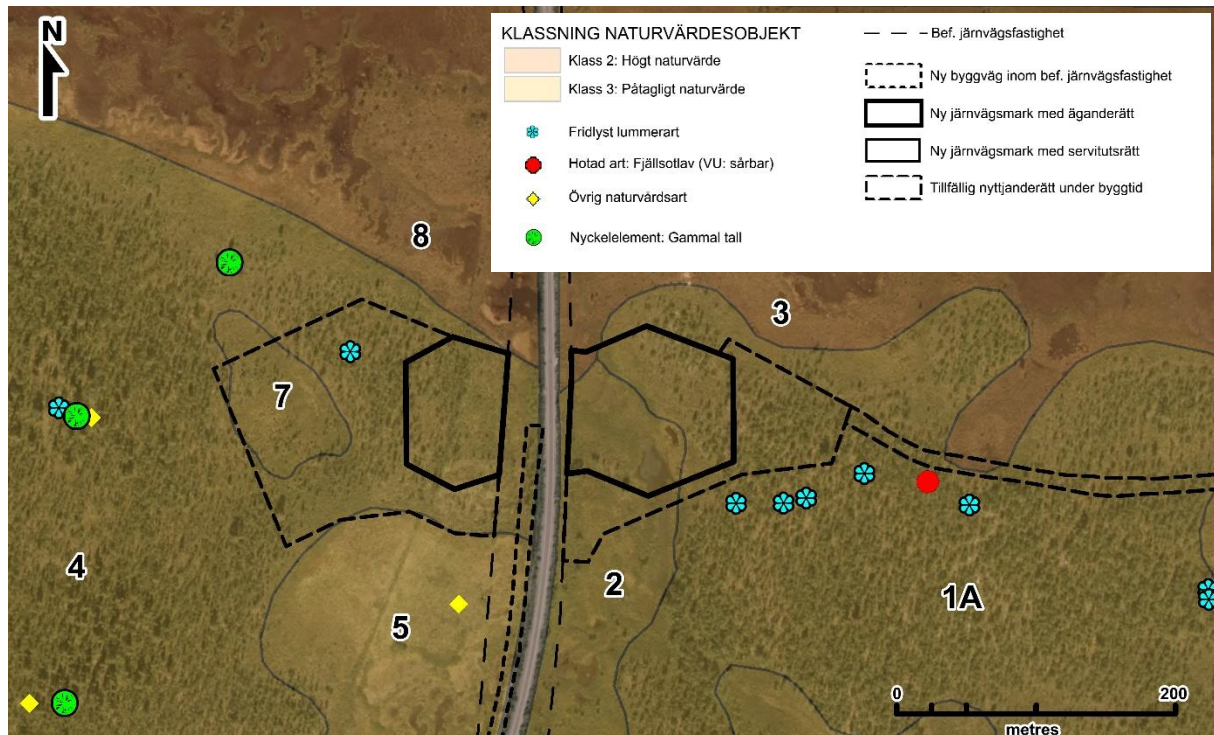 N
KLASSNING NATURVÄRDESOBJEKT
Klass 2: Högt naturvärde
Klass 3: Påtagligt naturvärde
Fridlyst lummerart
Hotad art: Fjällsotlav (VU: sårbar)
Övrig naturvårdsart
Nyckelelement: Gammal tall
Bef. järnvägsfastighet
Ny byggväg inom bef. järnvägsfastighet
Ny järnvägsmark med äganderätt
Ny järnvägsmark med servitutsrätt
Tillfällig nyttjanderätt under byggtid
8
3
7
4
2
1A
5
0 200
metres